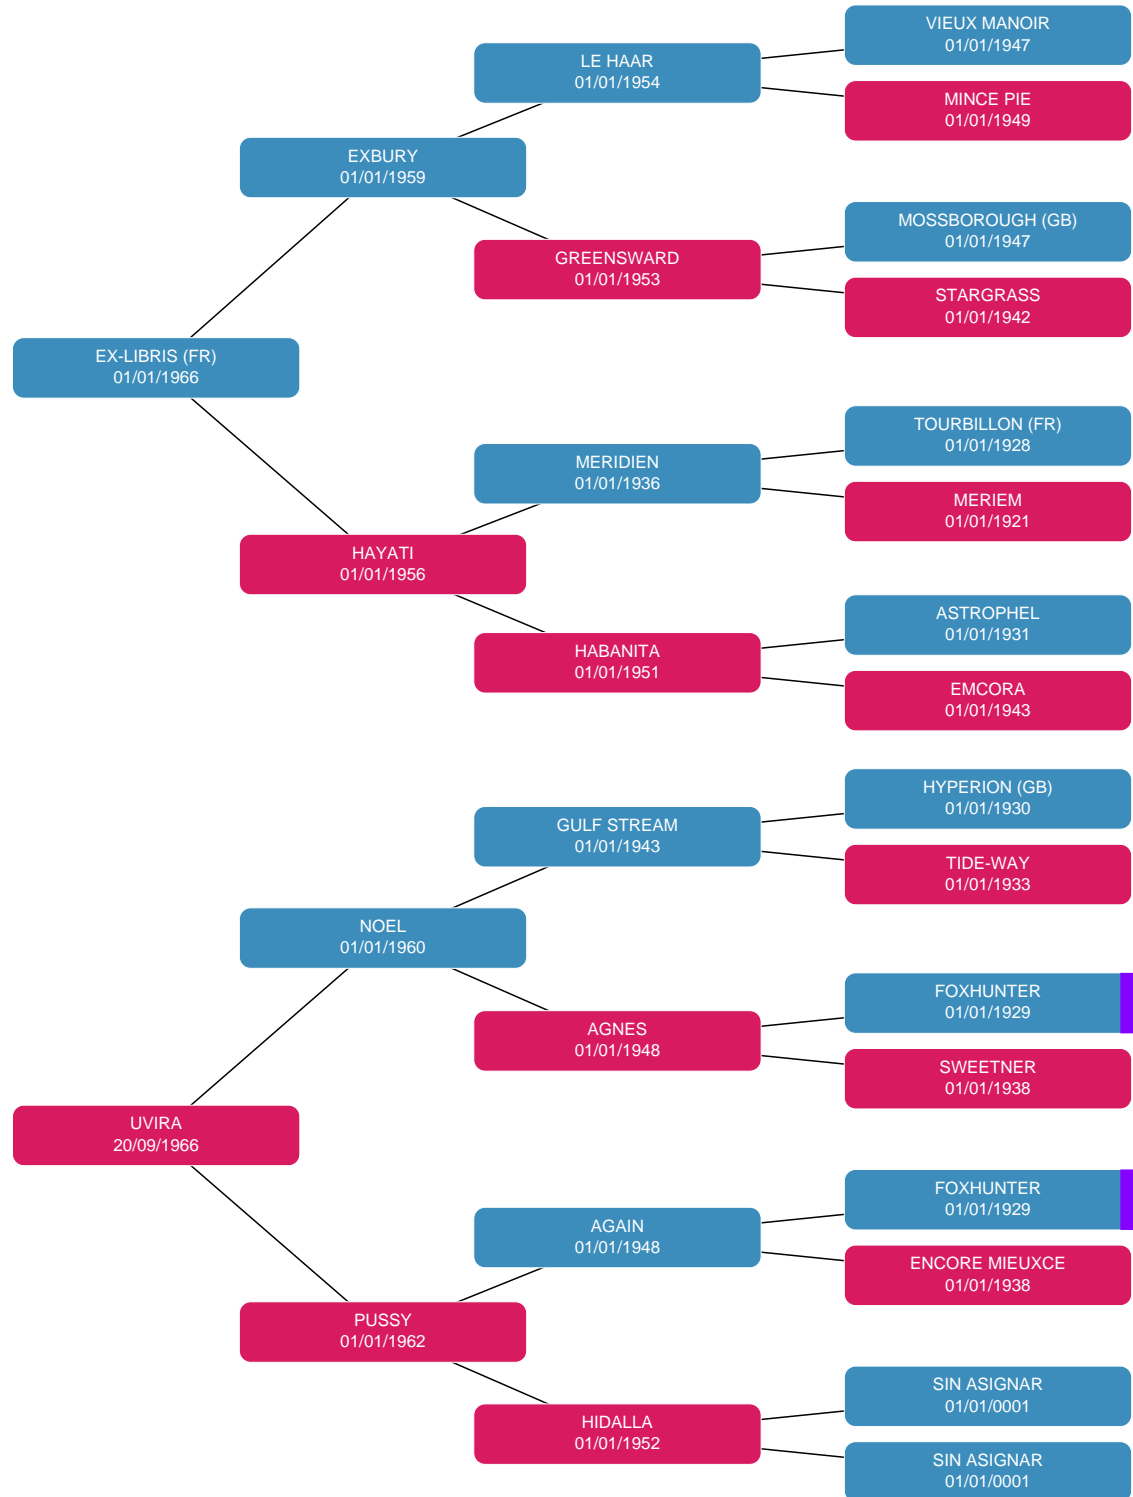 VIEUX MANOIR
01/01/1947
LE HAAR
01/01/1954
MINCE PIE
01/01/1949
EXBURY
01/01/1959
MOSSBOROUGH (GB)
01/01/1947
GREENSWARD
01/01/1953
STARGRASS
01/01/1942
EX-LIBRIS (FR)
01/01/1966
TOURBILLON (FR)
01/01/1928
MERIDIEN
01/01/1936
MERIEM
01/01/1921
HAYATI
01/01/1956
ASTROPHEL
01/01/1931
HABANITA
01/01/1951
EMCORA
01/01/1943
HYPERION (GB)
01/01/1930
GULF STREAM
01/01/1943
TIDE-WAY
01/01/1933
NOEL
01/01/1960
FOXHUNTER
01/01/1929
AGNES
01/01/1948
SWEETNER
01/01/1938
UVIRA
20/09/1966
FOXHUNTER
01/01/1929
AGAIN
01/01/1948
ENCORE MIEUXCE
01/01/1938
PUSSY
01/01/1962
SIN ASIGNAR
01/01/0001
HIDALLA
01/01/1952
SIN ASIGNAR
01/01/0001